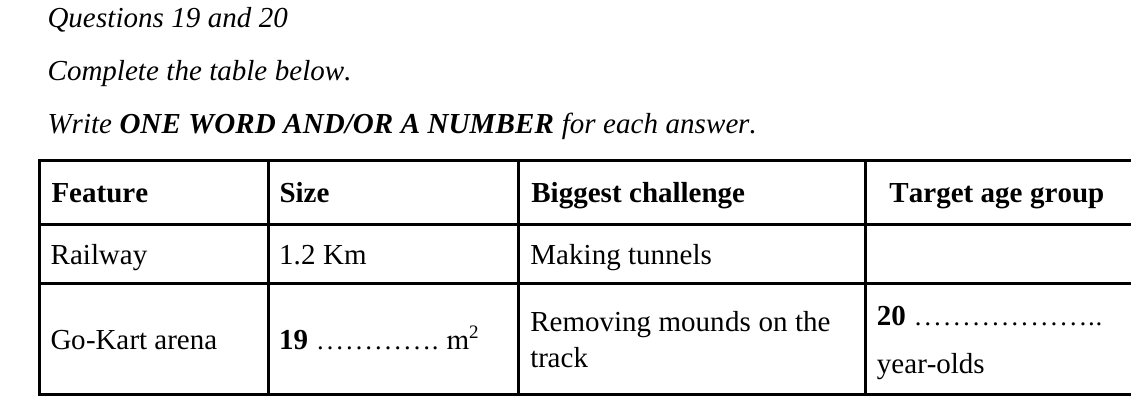 Questions 19 and 20
Complete the table below.
Write ONE WORD AND/OR A NUMBER for each answer.
Feature Size Biggest challenge Target age group
Railway 1.2 Km Making tunnels
Go-Kart arena 19 …………. m² Removing mounds on the track 20 ……………….. year-olds